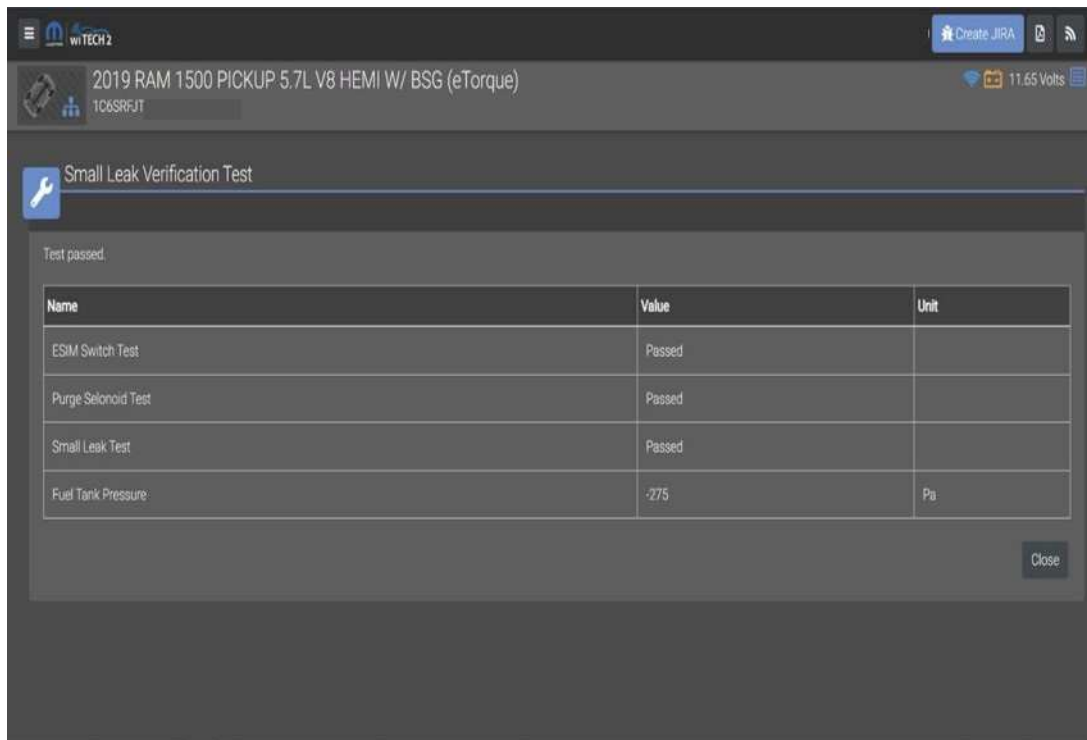 wiTECH 2
Create JIRA
2019 RAM 1500 PICKUP 5.7L V8 HEMI W/ BSG (eTorque)
11.65 Volts
1C6SRFJT
Small Leak Verification Test
Test passed.
Name Value Unit
ESIM Switch Test Passed
Purge Selonoid Test Passed
Small Leak Test Passed
Fuel Tank Pressure -275 Pa
Close